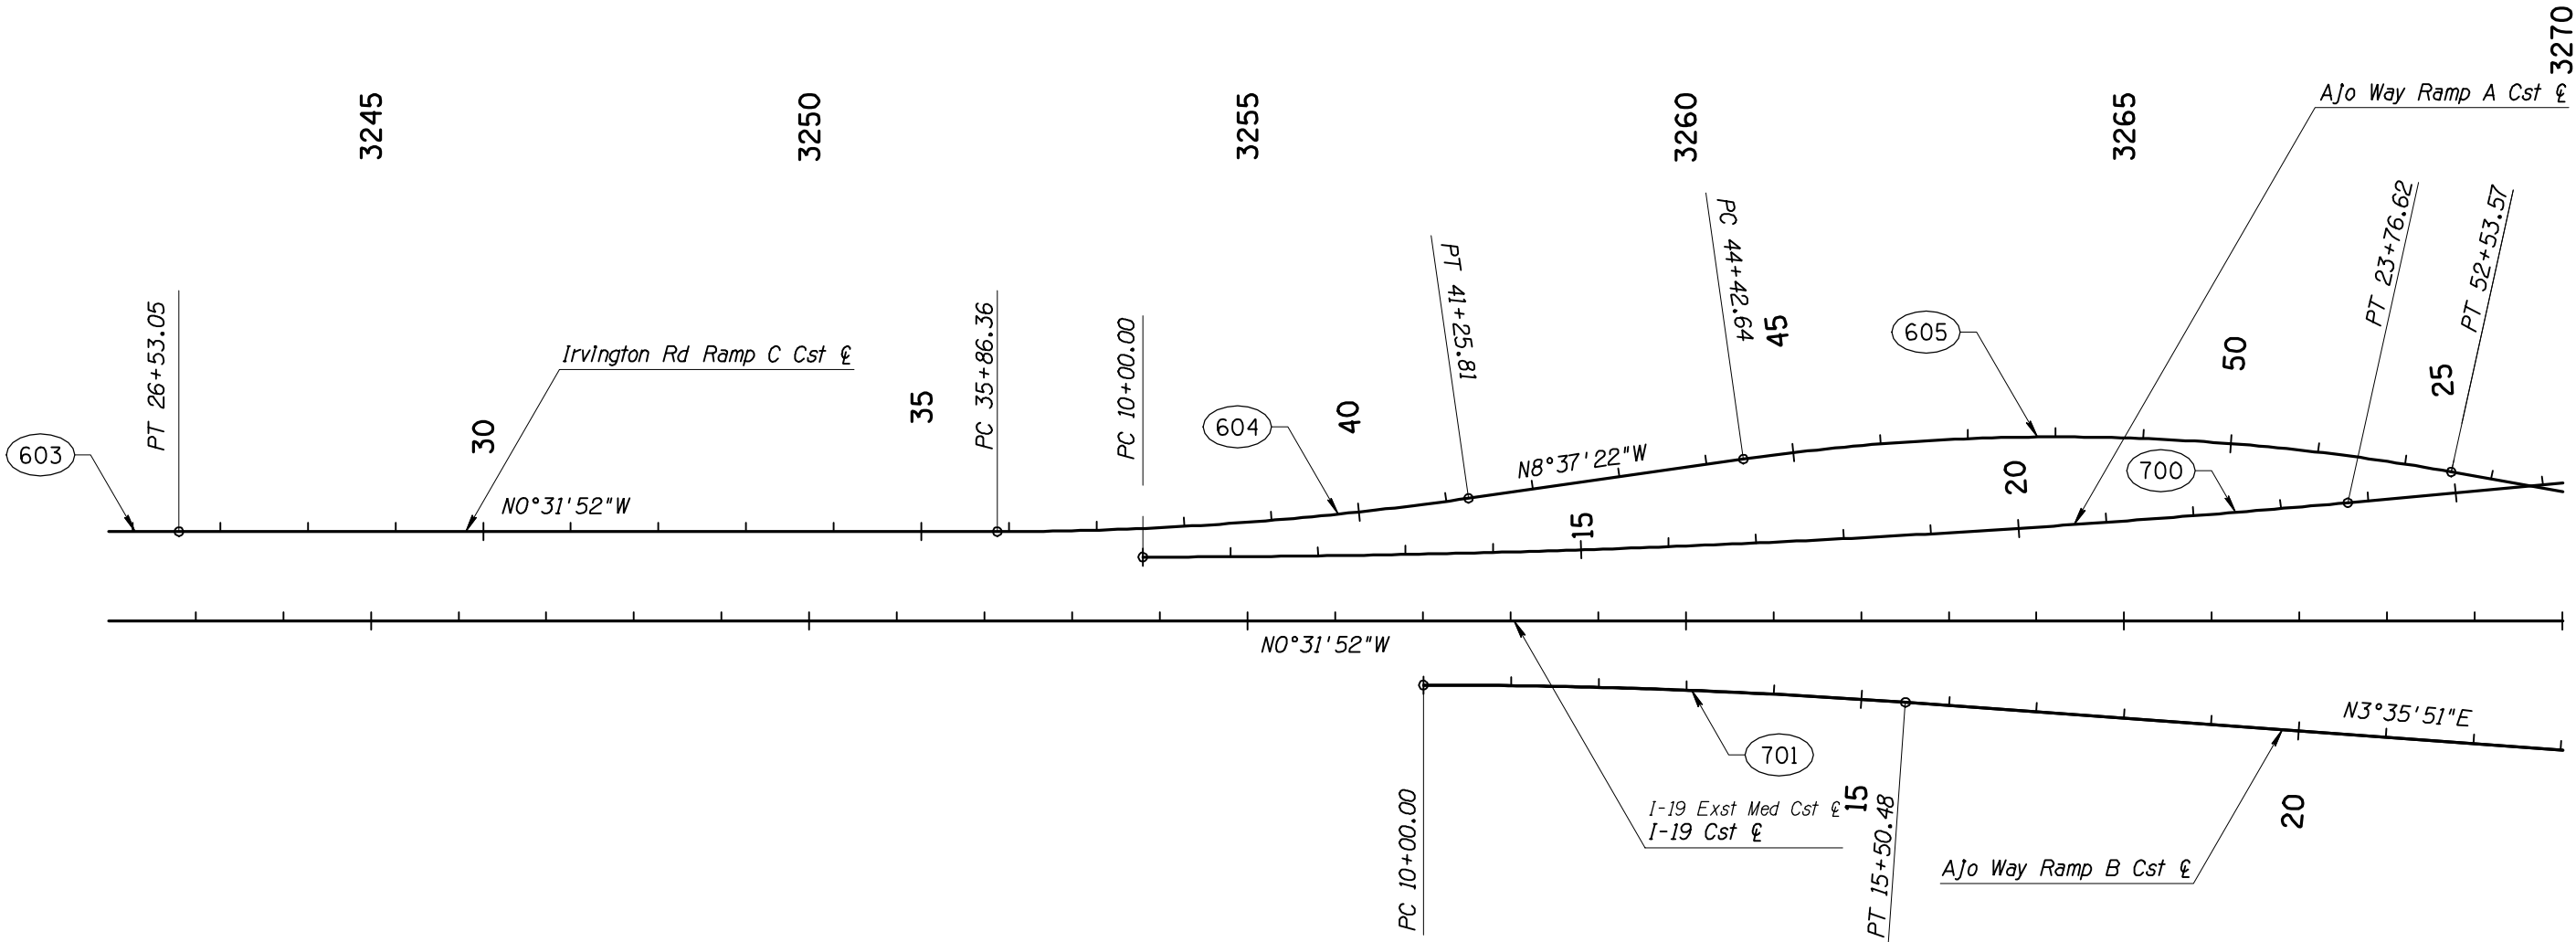 3245
3250
3255
3260
3265
3270
Ajo Way Ramp A Cst ℄
PT 26+53.05
Irvington Rd Ramp C Cst ℄
PC 35+86.36
PC 10+00.00
PT 41+25.81
PC 44+42.64
45
605
50
PT 23+76.62
25
PT 52+53.57
603
30
35
604
40
N0°31'52"W
N8°37'22"W
15
20
700
N0°31'52"W
701
N3°35'51"E
PC 10+00.00
I-19 Exst Med Cst ℄
I-19 Cst ℄
15
PT 15+50.48
20
Ajo Way Ramp B Cst ℄